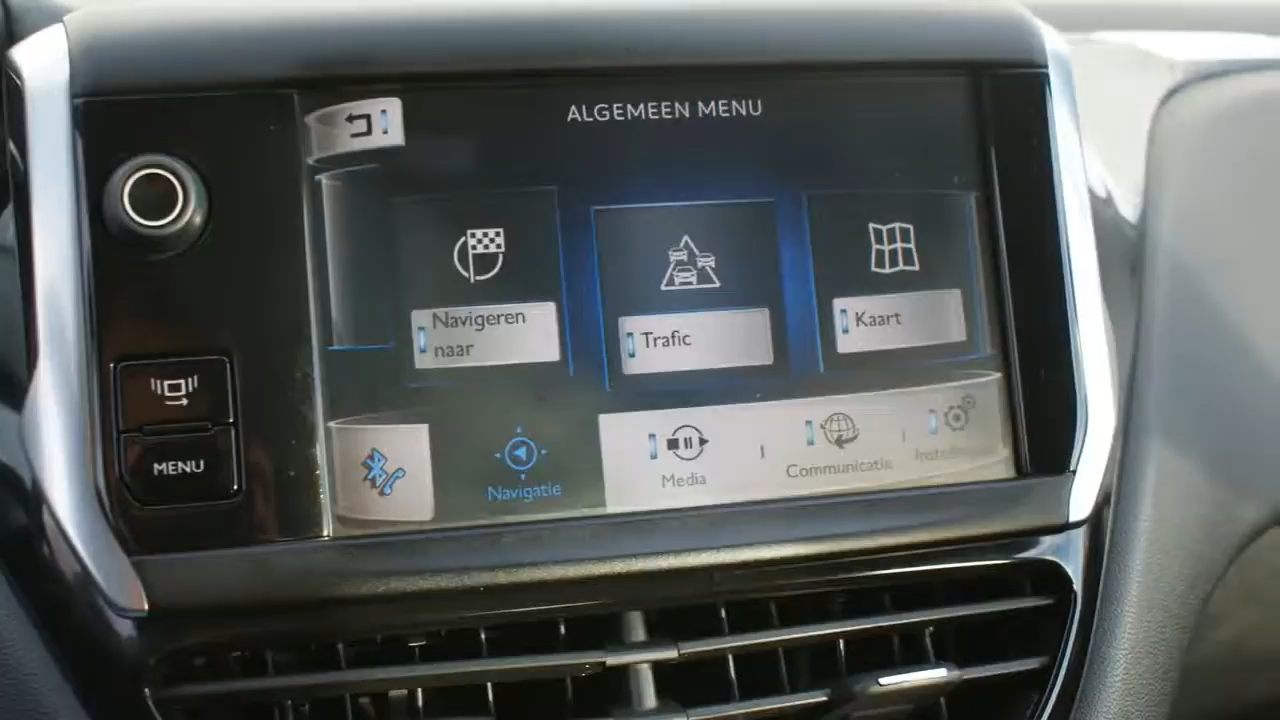 ALGEMEEN MENU
Navigeren
naar
Trafic
Kaart
MENU
Navigatie
Media
Communicatie